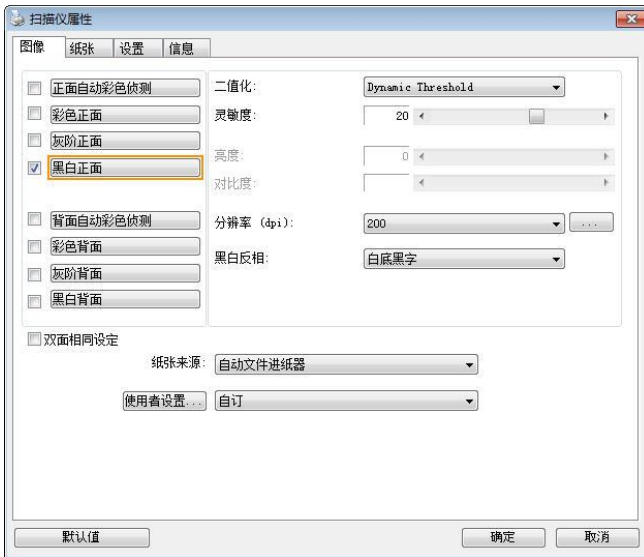 扫描仪属性
图像 纸张 设置 信息
正面自动彩色侦测
彩色正面
灰阶正面
黑白正面
背面自动彩色侦测
彩色背面
灰阶背面
黑白背面
二值化: Dynamic Threshold
灵敏度: 20
亮度: 0
对比度:
分辨率 (dpi): 200 ...
黑白反相: 白底黑字
双面相同设定
纸张来源: 自动文件进纸器
使用者设置... 自订
默认值 确定 取消